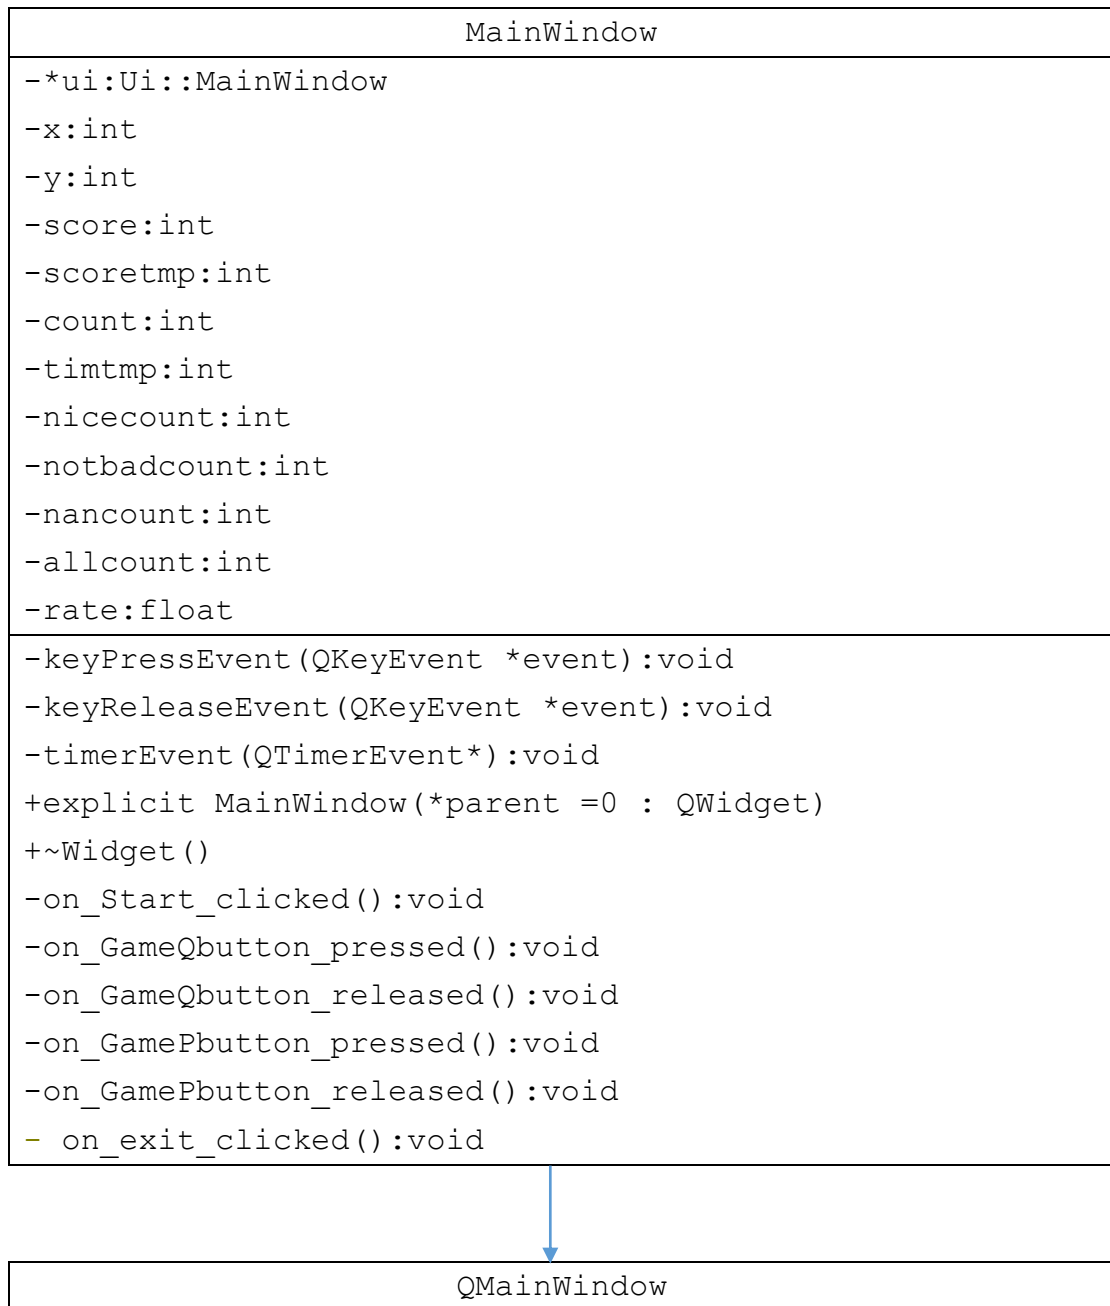 MainWindow
-*ui:Ui::MainWindow
-x:int
-y:int
-score:int
-scoretmp:int
-count:int
-timtmp:int
-nicecount:int
-notbadcount:int
-nancount:int
-allcount:int
-rate:float
-keyPressEvent(QKeyEvent *event):void
-keyReleaseEvent(QKeyEvent *event):void
-timerEvent(QTimerEvent*):void
+explicit MainWindow(*parent =0 : QWidget)
+~Widget()
-on_Start_clicked():void
-on_GameQbutton_pressed():void
-on_GameQbutton_released():void
-on_GamePbutton_pressed():void
-on_GamePbutton_released():void
- on_exit_clicked():void
QMainWindow